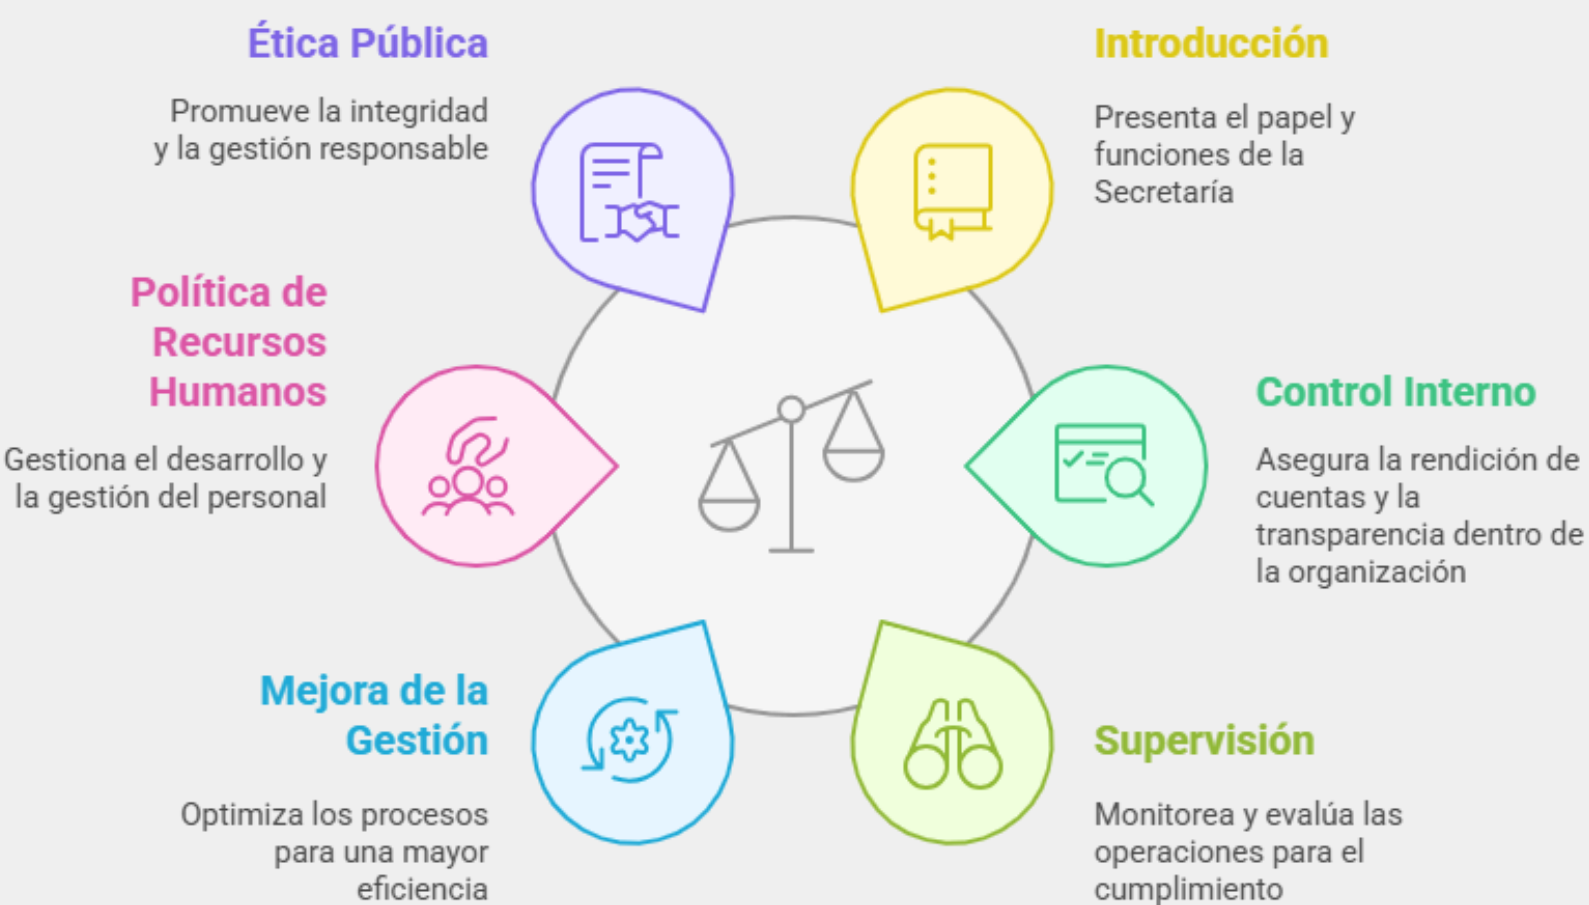 Ética Pública
Promueve la integridad
y la gestión responsable
Introducción
Presenta el papel y
funciones de la
Secretaría
Política de
Recursos
Humanos
Gestiona el desarrollo y
la gestión del personal
Control Interno
Asegura la rendición de
cuentas y la
transparencia dentro de
la organización
Mejora de la
Gestión
Optimiza los procesos
para una mayor
eficiencia
Supervisión
Monitorea y evalúa las
operaciones para el
cumplimiento